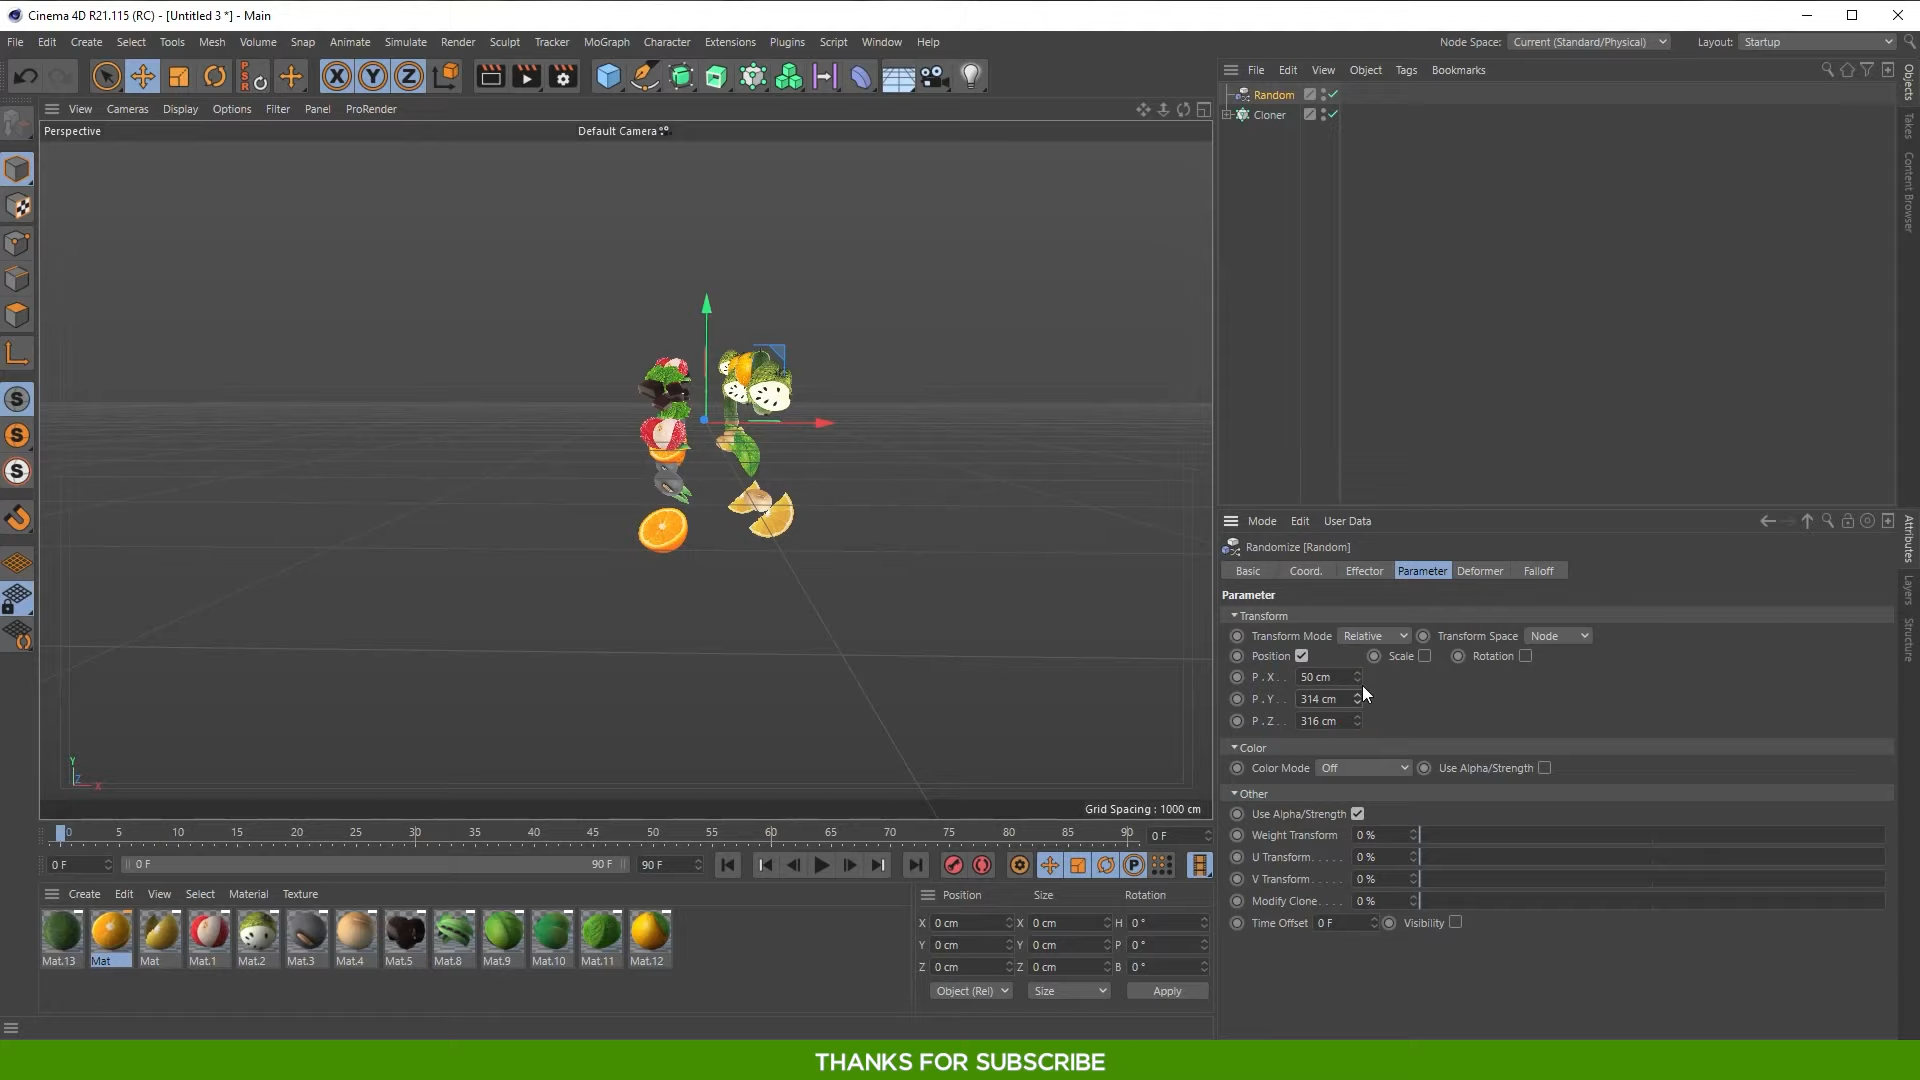 Cinema 4D R21.115 (RC) - [Untitled 3 *] - Main
File Edit Create Select Tools Mesh Volume Snap Animate Simulate Render Sculpt Tracker MoGraph Character Extensions Plugins Script Window Help
Node Space: Current (Standard/Physical) Layout: Startup
View Cameras Display Options Filter Panel ProRender
Perspective
Default Camera
Grid Spacing : 1000 cm
File Edit View Object Tags Bookmarks
Random
Cloner
Objects
Takes
Content Browser
Mode Edit User Data
Randomize [Random]
Basic Coord. Effector Parameter Deformer Falloff
Parameter
Transform
Transform Mode Relative Transform Space Node
Position Scale Rotation
P . X . . 50 cm
P . Y . . 314 cm
P . Z . . 316 cm
Color
Color Mode Off Use Alpha/Strength
Other
Use Alpha/Strength
Weight Transform 0 %
U Transform. . . . . 0 %
V Transform. . . . . 0 %
Modify Clone. . . . . 0 %
Time Offset 0 F Visibility
Attributes
Layers
Structure
0 5 10 15 20 25 30 35 40 45 50 55 60 65 70 75 80 85 90 0 F
0 F 0 F 90 F 90 F
Create Edit View Select Material Texture
Mat.13 Mat Mat Mat.1 Mat.2 Mat.3 Mat.4 Mat.5 Mat.8 Mat.9 Mat.10 Mat.11 Mat.12
Position Size Rotation
X 0 cm X 0 cm H 0 °
Y 0 cm Y 0 cm P 0 °
Z 0 cm Z 0 cm B 0 °
Object (Rel) Size Apply
THANKS FOR SUBSCRIBE